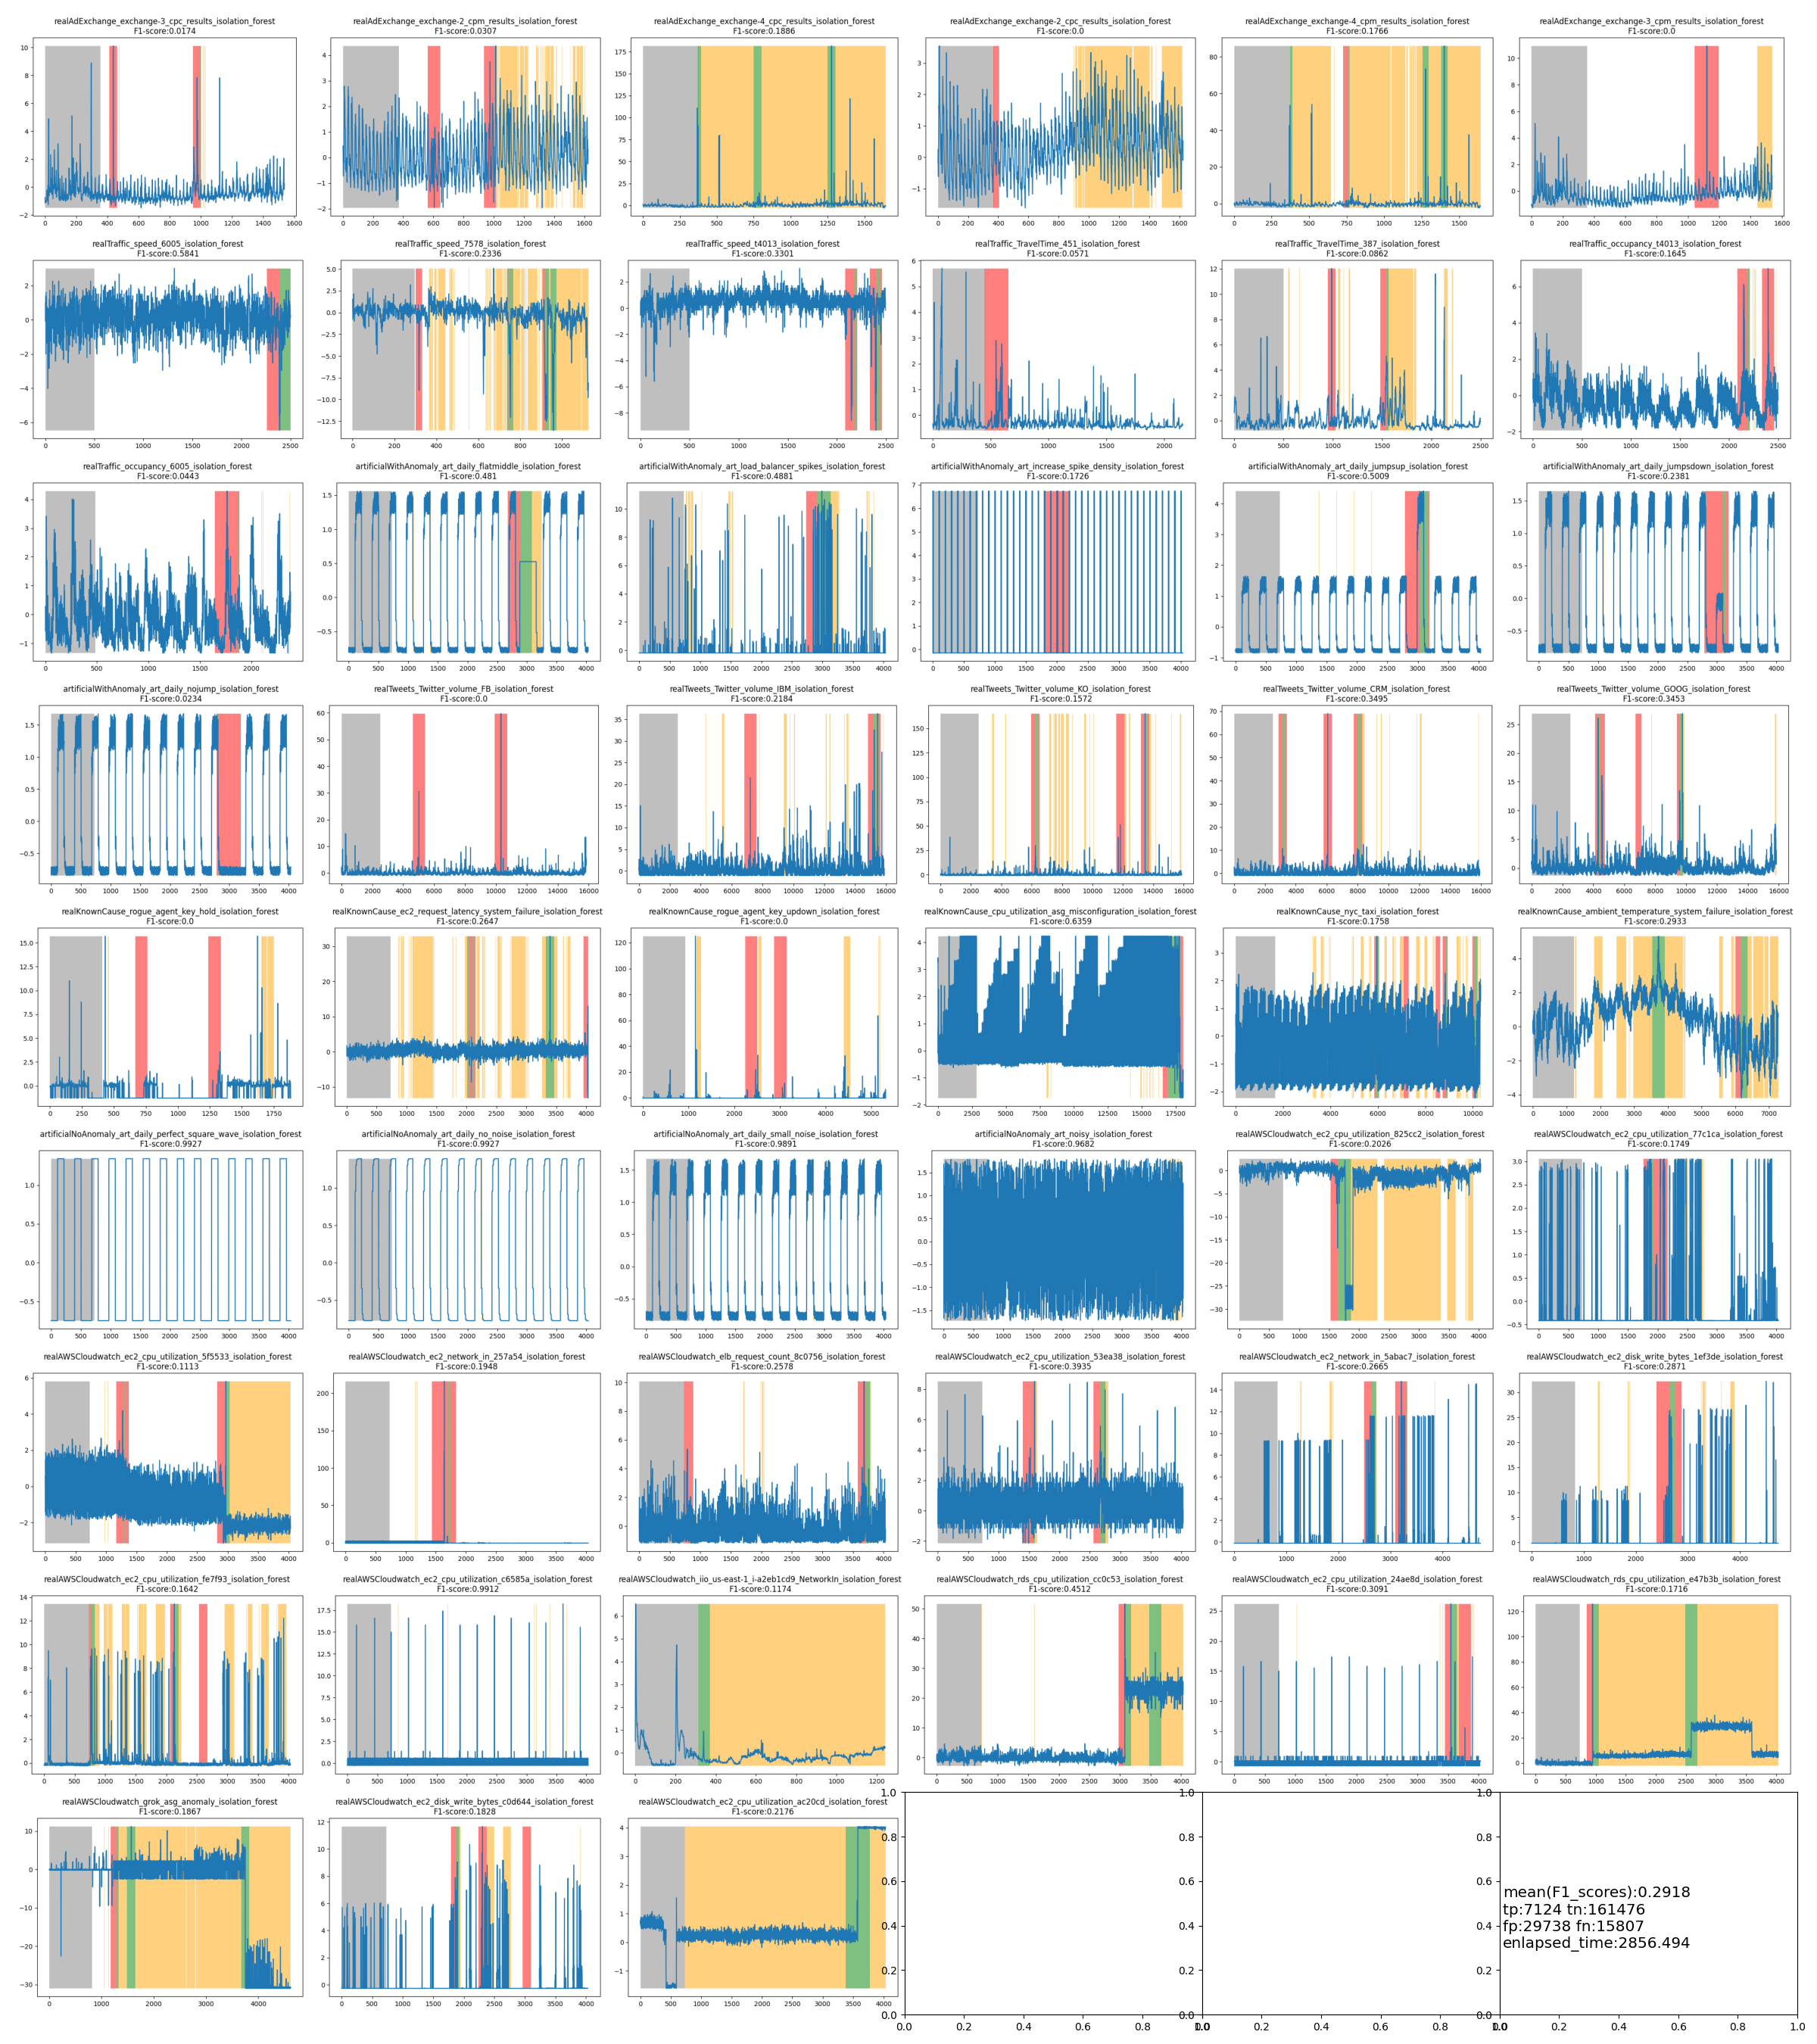 realAdExchange_exchange-3_cpc_results_isolation_forest
F1-score:0.0174
realAdExchange_exchange-2_cpm_results_isolation_forest
F1-score:0.0307
realAdExchange_exchange-4_cpc_results_isolation_forest
F1-score:0.1886
realAdExchange_exchange-2_cpc_results_isolation_forest
F1-score:0.0
realAdExchange_exchange-4_cpm_results_isolation_forest
F1-score:0.1766
realAdExchange_exchange-3_cpm_results_isolation_forest
F1-score:0.0
realTraffic_speed_6005_isolation_forest
F1-score:0.5841
realTraffic_speed_7578_isolation_forest
F1-score:0.2336
realTraffic_speed_t4013_isolation_forest
F1-score:0.3301
realTraffic_TravelTime_451_isolation_forest
F1-score:0.0571
realTraffic_TravelTime_387_isolation_forest
F1-score:0.0862
realTraffic_occupancy_t4013_isolation_forest
F1-score:0.1645
realTraffic_occupancy_6005_isolation_forest
F1-score:0.0443
artificialWithAnomaly_art_daily_flatmiddle_isolation_forest
F1-score:0.481
artificialWithAnomaly_art_load_balancer_spikes_isolation_forest
F1-score:0.4881
artificialWithAnomaly_art_increase_spike_density_isolation_forest
F1-score:0.1726
artificialWithAnomaly_art_daily_jumpsup_isolation_forest
F1-score:0.5009
artificialWithAnomaly_art_daily_jumpsdown_isolation_forest
F1-score:0.2381
artificialWithAnomaly_art_daily_nojump_isolation_forest
F1-score:0.0234
realTweets_Twitter_volume_FB_isolation_forest
F1-score:0.0
realTweets_Twitter_volume_IBM_isolation_forest
F1-score:0.2184
realTweets_Twitter_volume_KO_isolation_forest
F1-score:0.1572
realTweets_Twitter_volume_CRM_isolation_forest
F1-score:0.3495
realTweets_Twitter_volume_GOOG_isolation_forest
F1-score:0.3453
realKnownCause_rogue_agent_key_hold_isolation_forest
F1-score:0.0
realKnownCause_ec2_request_latency_system_failure_isolation_forest
F1-score:0.2647
realKnownCause_rogue_agent_key_updown_isolation_forest
F1-score:0.0
realKnownCause_cpu_utilization_asg_misconfiguration_isolation_forest
F1-score:0.6359
realKnownCause_nyc_taxi_isolation_forest
F1-score:0.1758
realKnownCause_ambient_temperature_system_failure_isolation_forest
F1-score:0.2933
artificialNoAnomaly_art_daily_perfect_square_wave_isolation_forest
F1-score:0.9927
artificialNoAnomaly_art_daily_no_noise_isolation_forest
F1-score:0.9927
artificialNoAnomaly_art_daily_small_noise_isolation_forest
F1-score:0.9891
artificialNoAnomaly_art_noisy_isolation_forest
F1-score:0.9682
realAWSCloudwatch_ec2_cpu_utilization_825cc2_isolation_forest
F1-score:0.2026
realAWSCloudwatch_ec2_cpu_utilization_77c1ca_isolation_forest
F1-score:0.1749
realAWSCloudwatch_ec2_cpu_utilization_5f5533_isolation_forest
F1-score:0.1113
realAWSCloudwatch_ec2_network_in_257a54_isolation_forest
F1-score:0.1948
realAWSCloudwatch_elb_request_count_8c0756_isolation_forest
F1-score:0.2578
realAWSCloudwatch_ec2_cpu_utilization_53ea38_isolation_forest
F1-score:0.3935
realAWSCloudwatch_ec2_network_in_5abac7_isolation_forest
F1-score:0.2665
realAWSCloudwatch_ec2_disk_write_bytes_1ef3de_isolation_forest
F1-score:0.2871
realAWSCloudwatch_ec2_cpu_utilization_fe7f93_isolation_forest
F1-score:0.1642
realAWSCloudwatch_ec2_cpu_utilization_c6585a_isolation_forest
F1-score:0.9912
realAWSCloudwatch_iio_us-east-1_i-a2eb1cd9_NetworkIn_isolation_forest
F1-score:0.1174
realAWSCloudwatch_rds_cpu_utilization_cc0c53_isolation_forest
F1-score:0.4512
realAWSCloudwatch_ec2_cpu_utilization_24ae8d_isolation_forest
F1-score:0.3091
realAWSCloudwatch_rds_cpu_utilization_e47b3b_isolation_forest
F1-score:0.1716
realAWSCloudwatch_grok_asg_anomaly_isolation_forest
F1-score:0.1867
realAWSCloudwatch_ec2_disk_write_bytes_c0d644_isolation_forest
F1-score:0.1828
realAWSCloudwatch_ec2_cpu_utilization_ac20cd_isolation_forest
F1-score:0.2176
mean(F1_scores):0.2918
tp:7124 tn:161476
fp:29738 fn:15807
enlapsed_time:2856.494